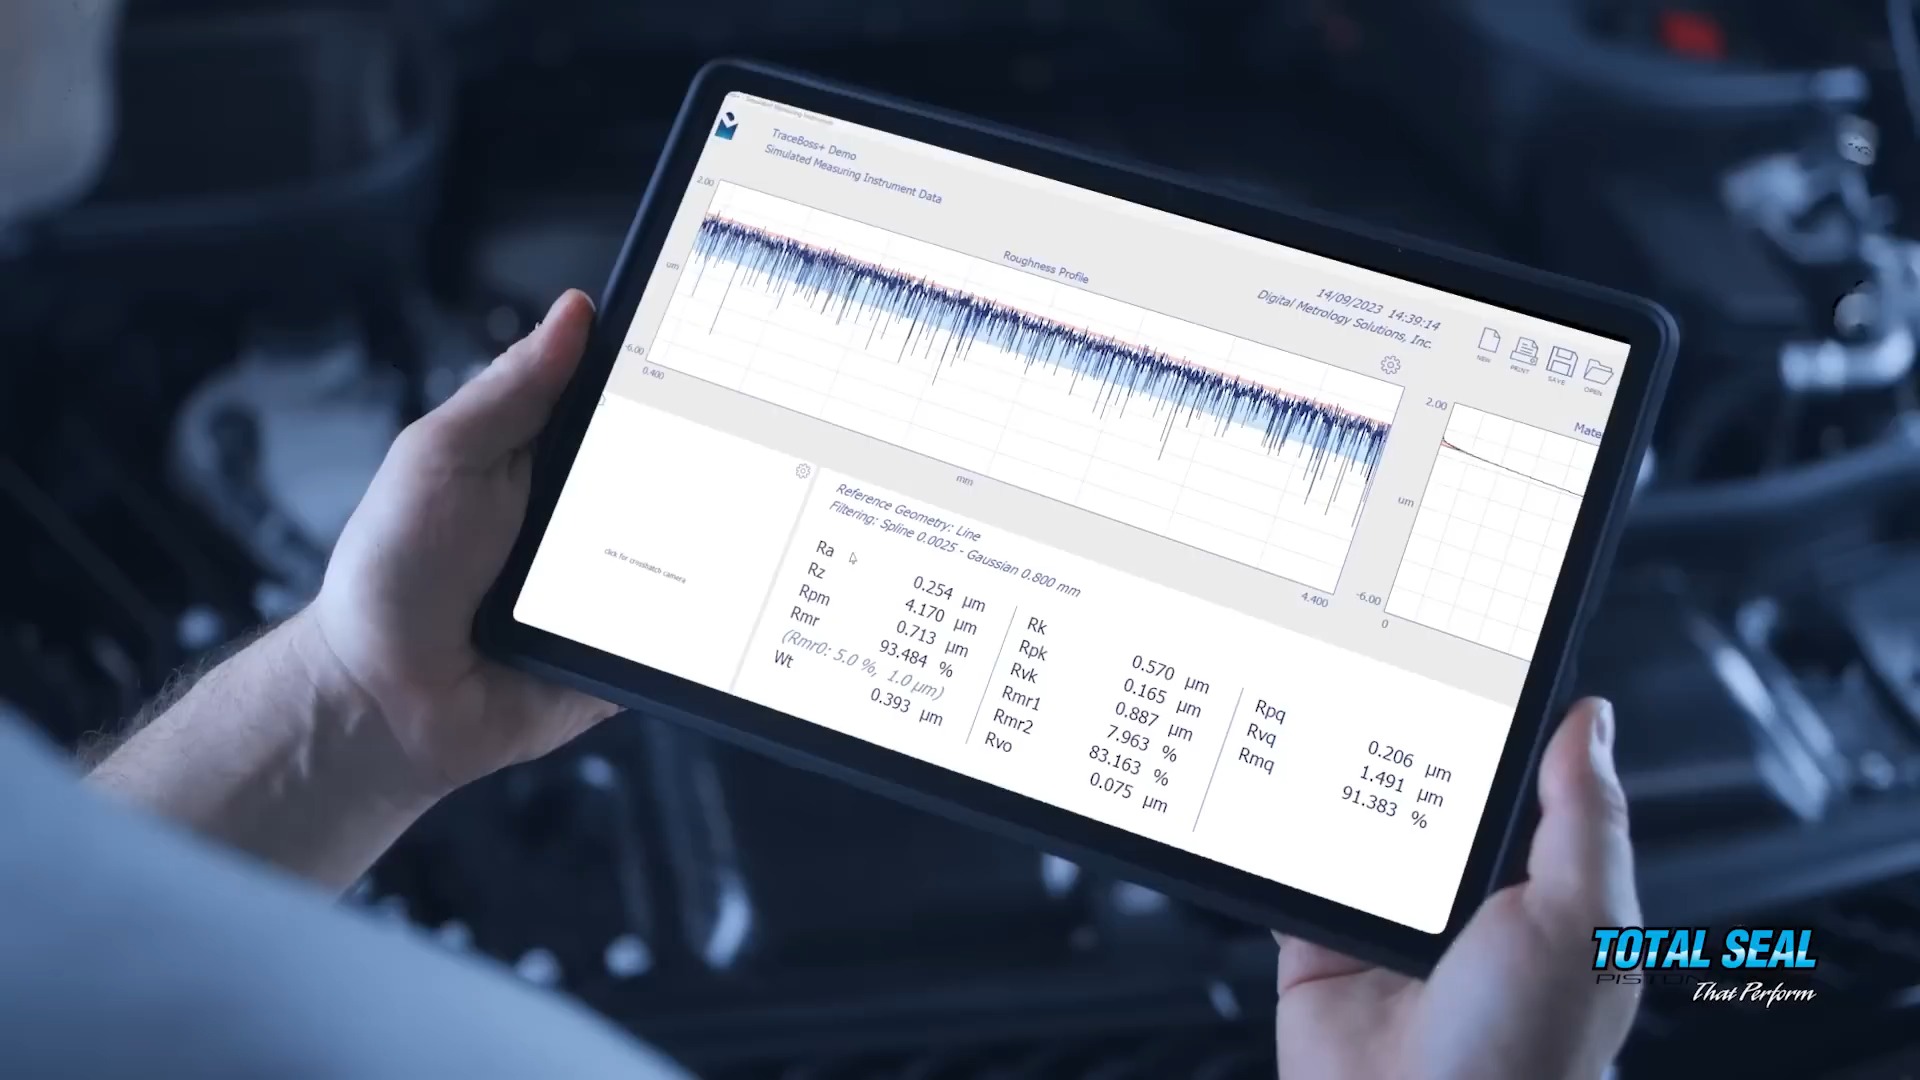 TraceBoss+ Demo
Simulated Measuring Instrument Data
Roughness Profile
14/09/2023 14:39:14
Digital Metrology Solutions, Inc.
NEW
PRINT
SAVE
OPEN
2.00
um
-6.00
0.400
mm
4.400
Mate
2.00
um
-6.00
0
click for crosshatch camera
Reference Geometry: Line
Filtering: Spline 0.0025 - Gaussian 0.800 mm
Ra 0.254 µm
Rz 4.170 µm
Rpm 0.713 µm
Rmr 93.484 %
(Rmr0: 5.0 %, 1.0 µm)
Wt 0.393 µm
Rk 0.570 µm
Rpk 0.165 µm
Rvk 0.887 µm
Rmr1 7.963 %
Rmr2 83.163 %
Rvo 0.075 µm
Rpq 0.206 µm
Rvq 1.491 µm
Rmq 91.383 %
TOTAL SEAL
PISTON
That Perform